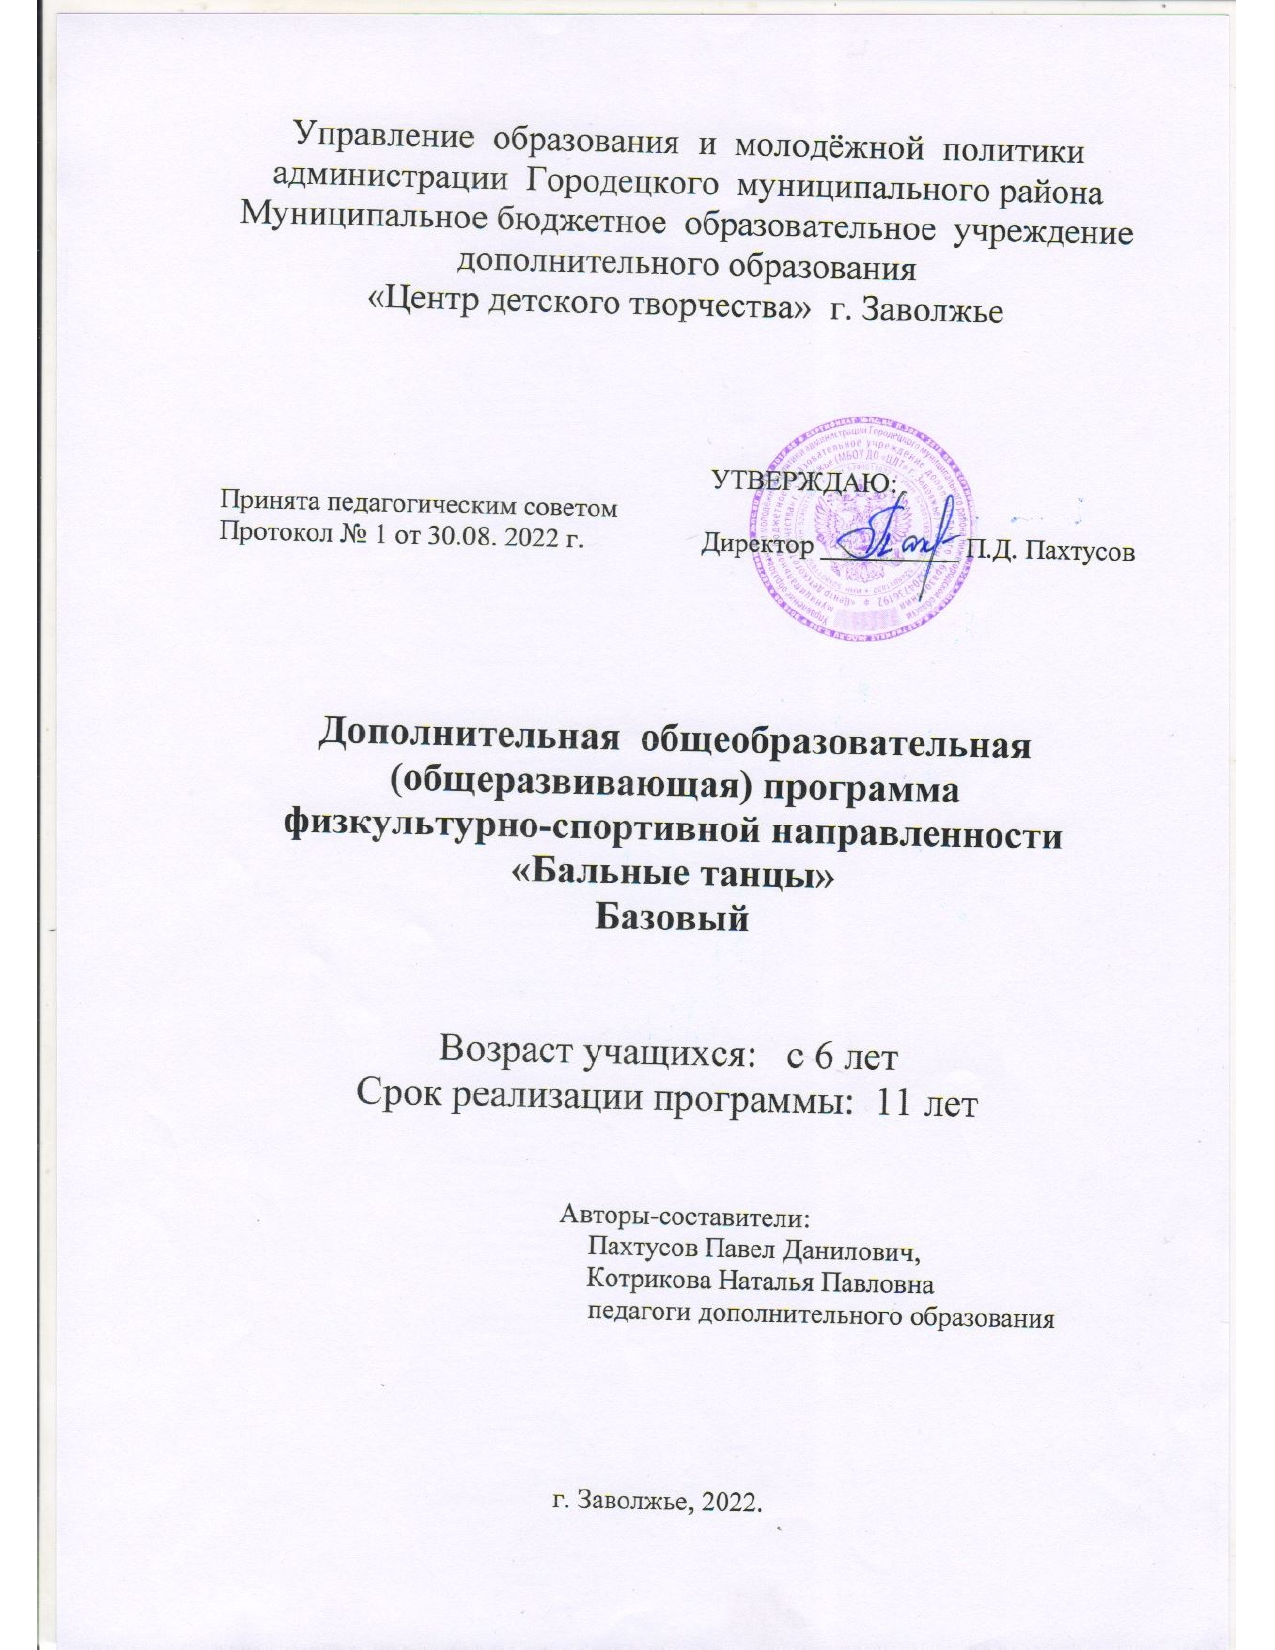 Управление образования и молодёжной политики
администрации Городецкого муниципального района
Муниципальное бюджетное образовательное учреждение
дополнительного образования
«Центр детского творчества» г. Заволжье
Принята педагогическим советом
Протокол № 1 от 30.08. 2022 г.
УТВЕРЖДАЮ:
Директор __________ П.Д. Пахтусов
Дополнительная общеобразовательная
(общеразвивающая) программа
физкультурно-спортивной направленности
«Бальные танцы»
Базовый
Возраст учащихся: с 6 лет
Срок реализации программы: 11 лет
Авторы-составители:
Пахтусов Павел Данилович,
Котрикова Наталья Павловна
педагоги дополнительного образования
г. Заволжье, 2022.